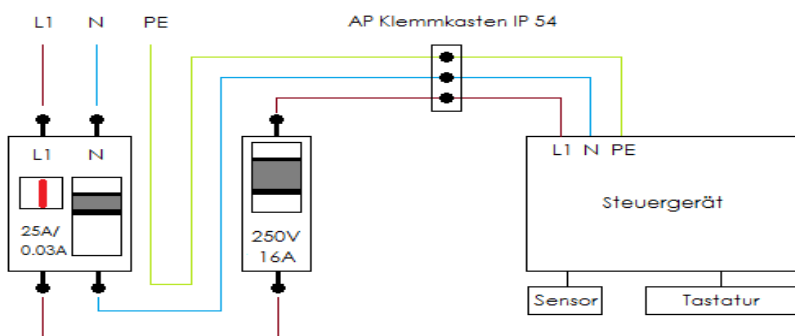 L1 N PE AP Klemmkasten IP 54
L1 N
25A/
0.03A
250V
16A
L1 N PE
Steuergerät
Sensor
Tastatur